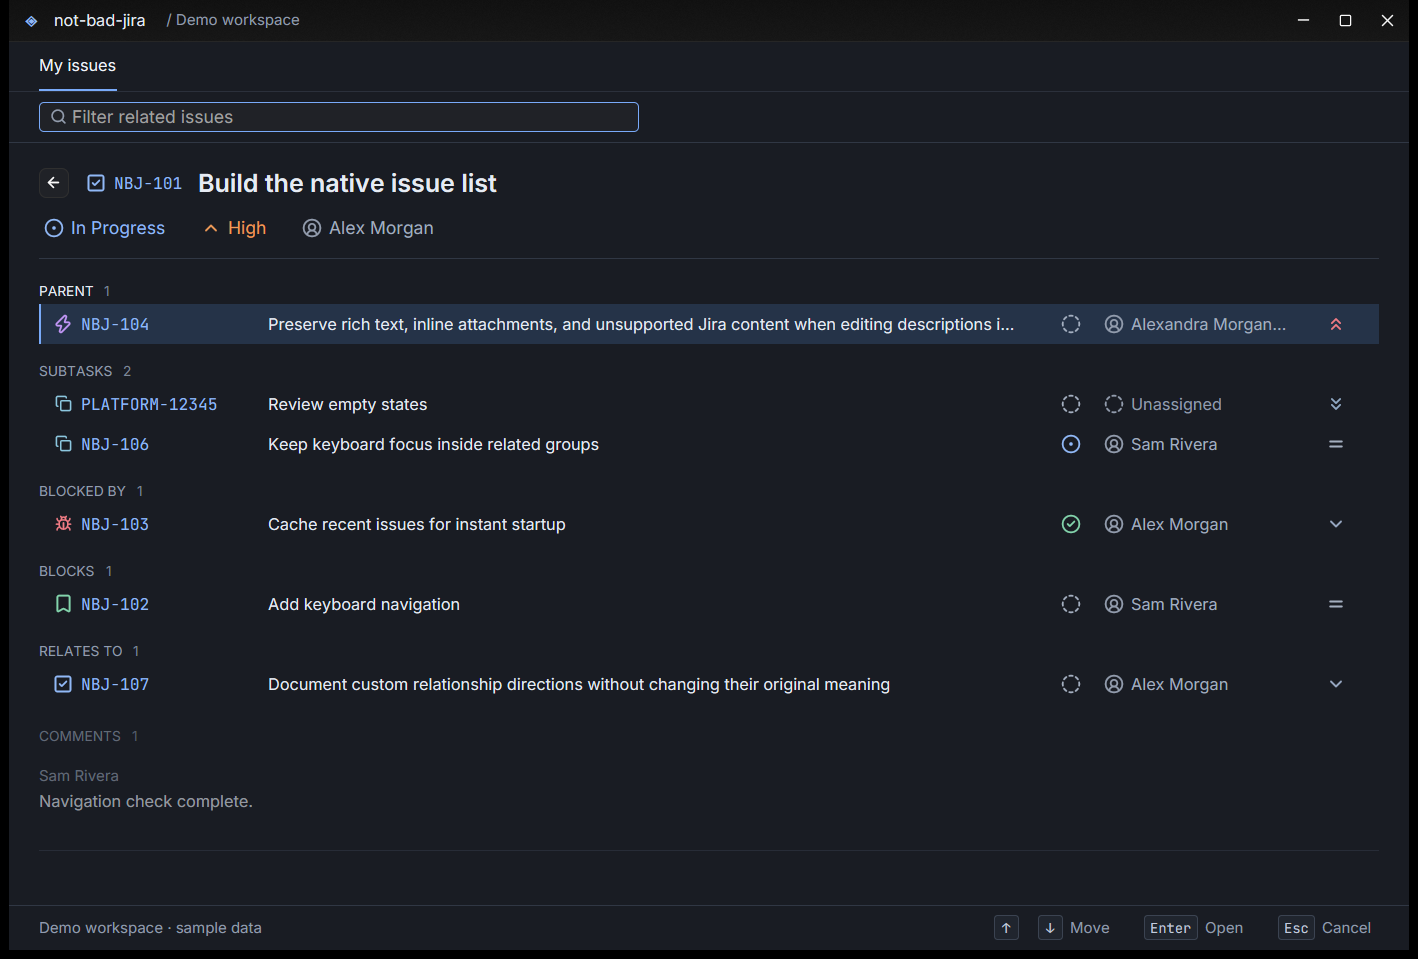 not-bad-jira / Demo workspace
My issues
Filter related issues
NBJ-101 Build the native issue list
In Progress High Alex Morgan
PARENT 1
NBJ-104 Preserve rich text, inline attachments, and unsupported Jira content when editing descriptions i... Alexandra Morgan...
SUBTASKS 2
PLATFORM-12345 Review empty states Unassigned
NBJ-106 Keep keyboard focus inside related groups Sam Rivera
BLOCKED BY 1
NBJ-103 Cache recent issues for instant startup Alex Morgan
BLOCKS 1
NBJ-102 Add keyboard navigation Sam Rivera
RELATES TO 1
NBJ-107 Document custom relationship directions without changing their original meaning Alex Morgan
COMMENTS 1
Sam Rivera
Navigation check complete.
Demo workspace · sample data ↑ ↓ Move Enter Open Esc Cancel